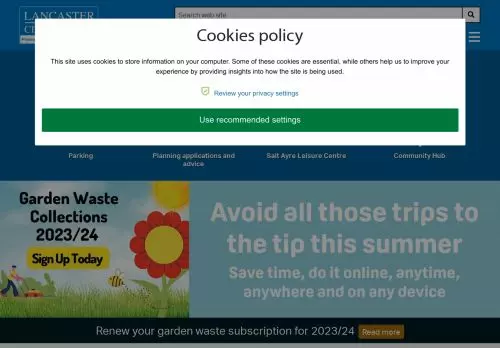 LANCASTER
Search web site
Cookies policy
This site uses cookies to store information on your computer. Some of these cookies are essential, while others help us to improve your
experience by providing insights into how the site is being used.
Review your privacy settings
Use recommended settings
Parking
Planning applications and
advice
Salt Ayre Leisure Centre
Community Hub
Garden Waste
Collections
2023/24
Sign Up Today
Avoid all those trips to
the tip this summer
Save time, do it online, anytime,
anywhere and on any device
Renew your garden waste subscription for 2023/24 Read more